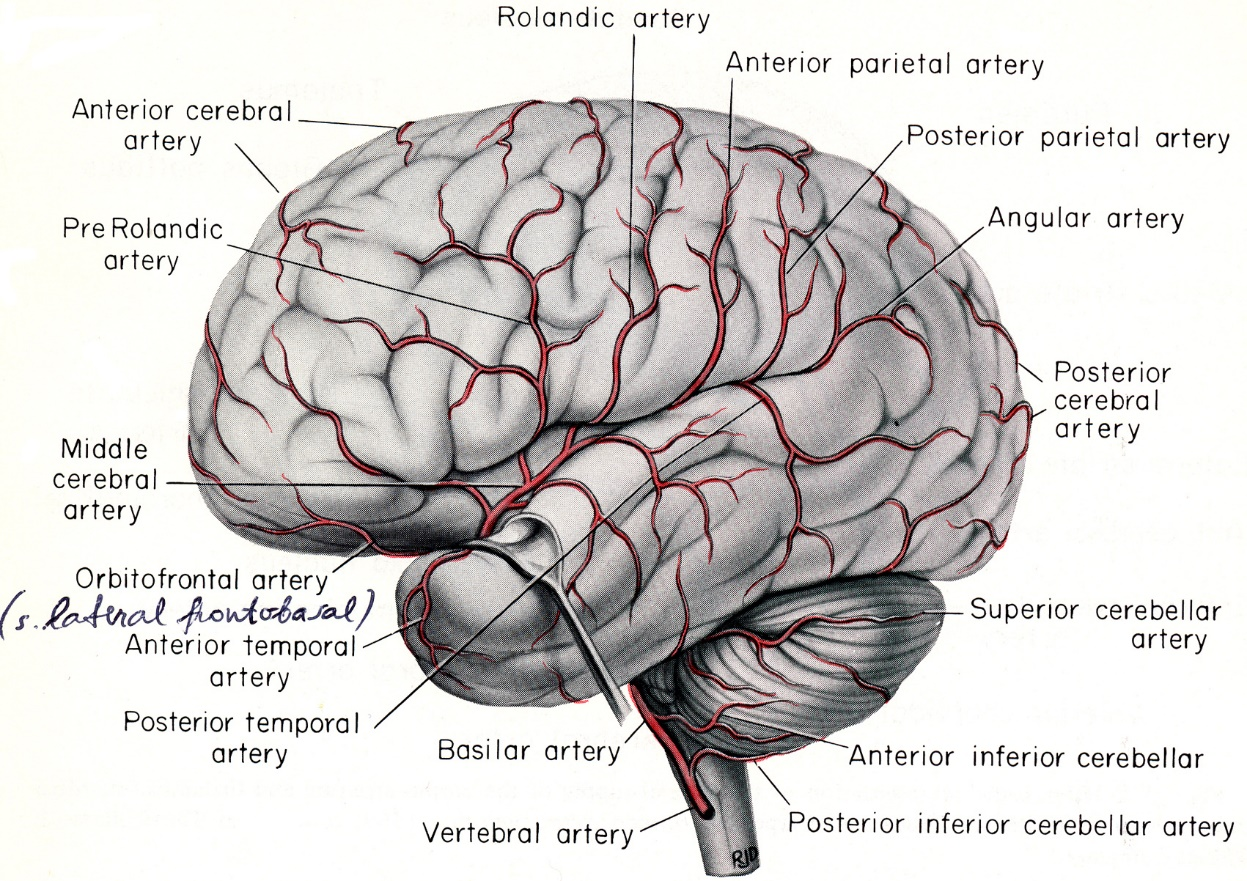 Rolandic artery
Anterior parietal artery
Anterior cerebral
artery
Posterior parietal artery
Pre Rolandic
artery
Angular artery
Posterior
cerebral
artery
Middle
cerebral
artery
Orbitofrontal artery
(s. lateral frontobasal)
Superior cerebellar
artery
Anterior temporal
artery
Posterior temporal
artery
Basilar artery
Anterior inferior cerebellar
Vertebral artery
Posterior inferior cerebellar artery
RJD